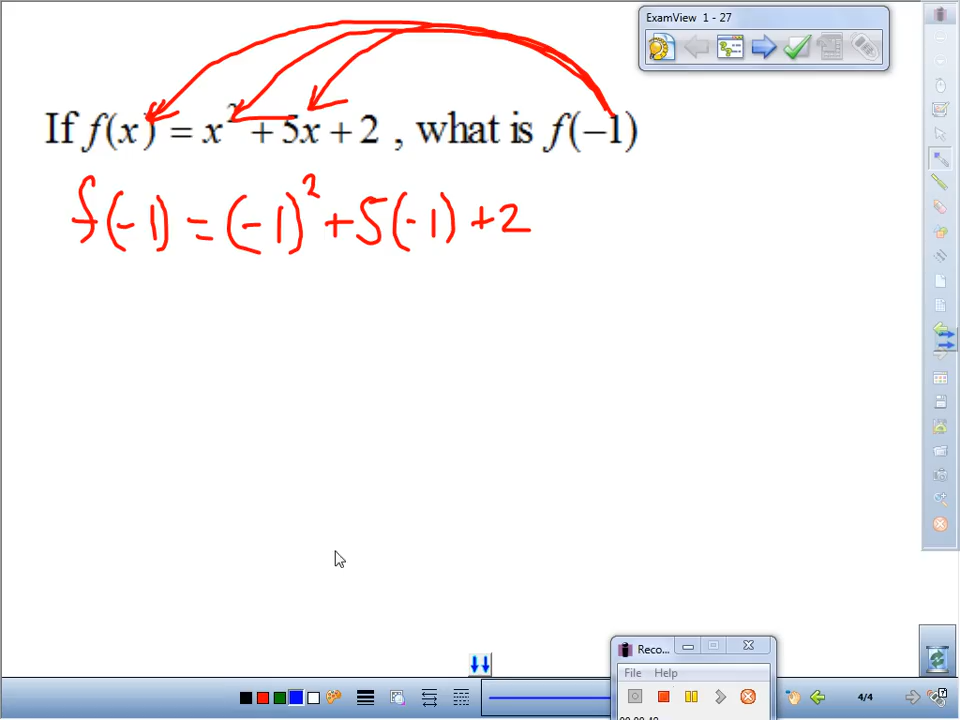 ExamView 1 - 27
If f(x) = x² + 5x + 2 , what is f(−1)
f(-1) = (-1)² + 5(-1) + 2
Reco...
File Help
4/4